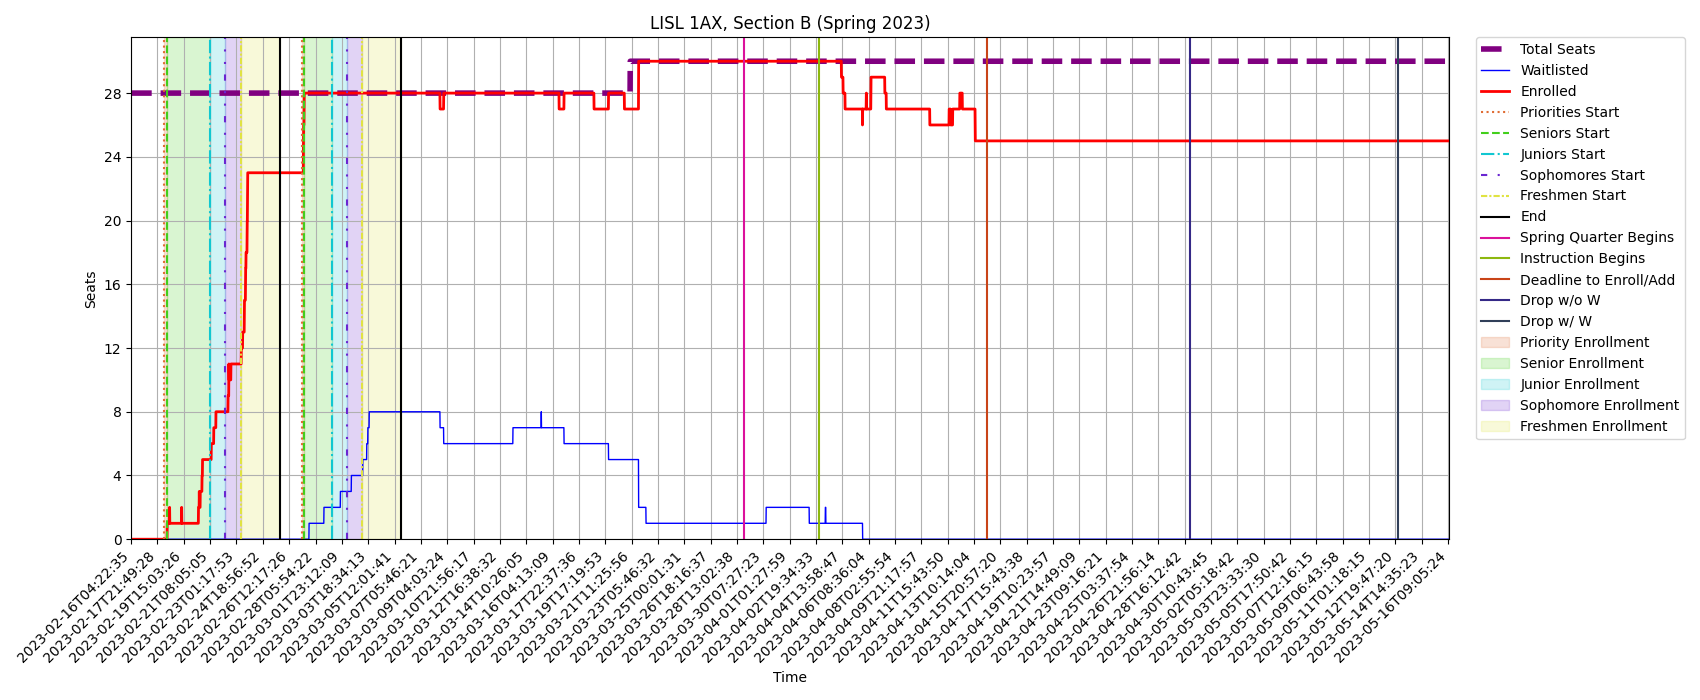 LISL 1AX, Section B (Spring 2023)
Seats
28
24
20
16
12
8
4
0
2023-02-16T04:22:35
2023-02-17T21:49:28
2023-02-19T15:03:26
2023-02-21T08:05:05
2023-02-23T01:17:53
2023-02-24T18:56:52
2023-02-26T12:17:29
2023-02-28T05:54:22
2023-03-01T23:12:09
2023-03-03T18:34:13
2023-03-05T12:01:41
2023-03-07T05:46:21
2023-03-09T04:03:24
2023-03-10T21:56:17
2023-03-12T16:38:32
2023-03-14T10:26:05
2023-03-16T04:13:09
2023-03-17T22:37:36
2023-03-19T17:19:53
2023-03-21T11:25:56
2023-03-23T05:46:32
2023-03-25T00:01:31
2023-03-26T18:16:37
2023-03-28T13:02:38
2023-03-30T07:27:23
2023-04-01T01:27:59
2023-04-02T19:34:33
2023-04-04T13:58:47
2023-04-06T08:36:04
2023-04-08T02:55:54
2023-04-09T21:17:57
2023-04-11T15:43:50
2023-04-13T10:14:04
2023-04-15T20:57:20
2023-04-17T15:43:38
2023-04-19T10:23:57
2023-04-21T14:49:09
2023-04-23T09:16:21
2023-04-25T03:37:54
2023-04-26T21:56:14
2023-04-28T16:12:42
2023-04-30T10:43:45
2023-05-02T05:18:42
2023-05-03T23:33:30
2023-05-05T17:50:42
2023-05-07T12:16:15
2023-05-09T06:43:58
2023-05-11T01:18:15
2023-05-12T19:47:20
2023-05-14T14:35:23
2023-05-16T09:05:24
Time
Total Seats
Waitlisted
Enrolled
Priorities Start
Seniors Start
Juniors Start
Sophomores Start
Freshmen Start
End
Spring Quarter Begins
Instruction Begins
Deadline to Enroll/Add
Drop w/o W
Drop w/ W
Priority Enrollment
Senior Enrollment
Junior Enrollment
Sophomore Enrollment
Freshmen Enrollment